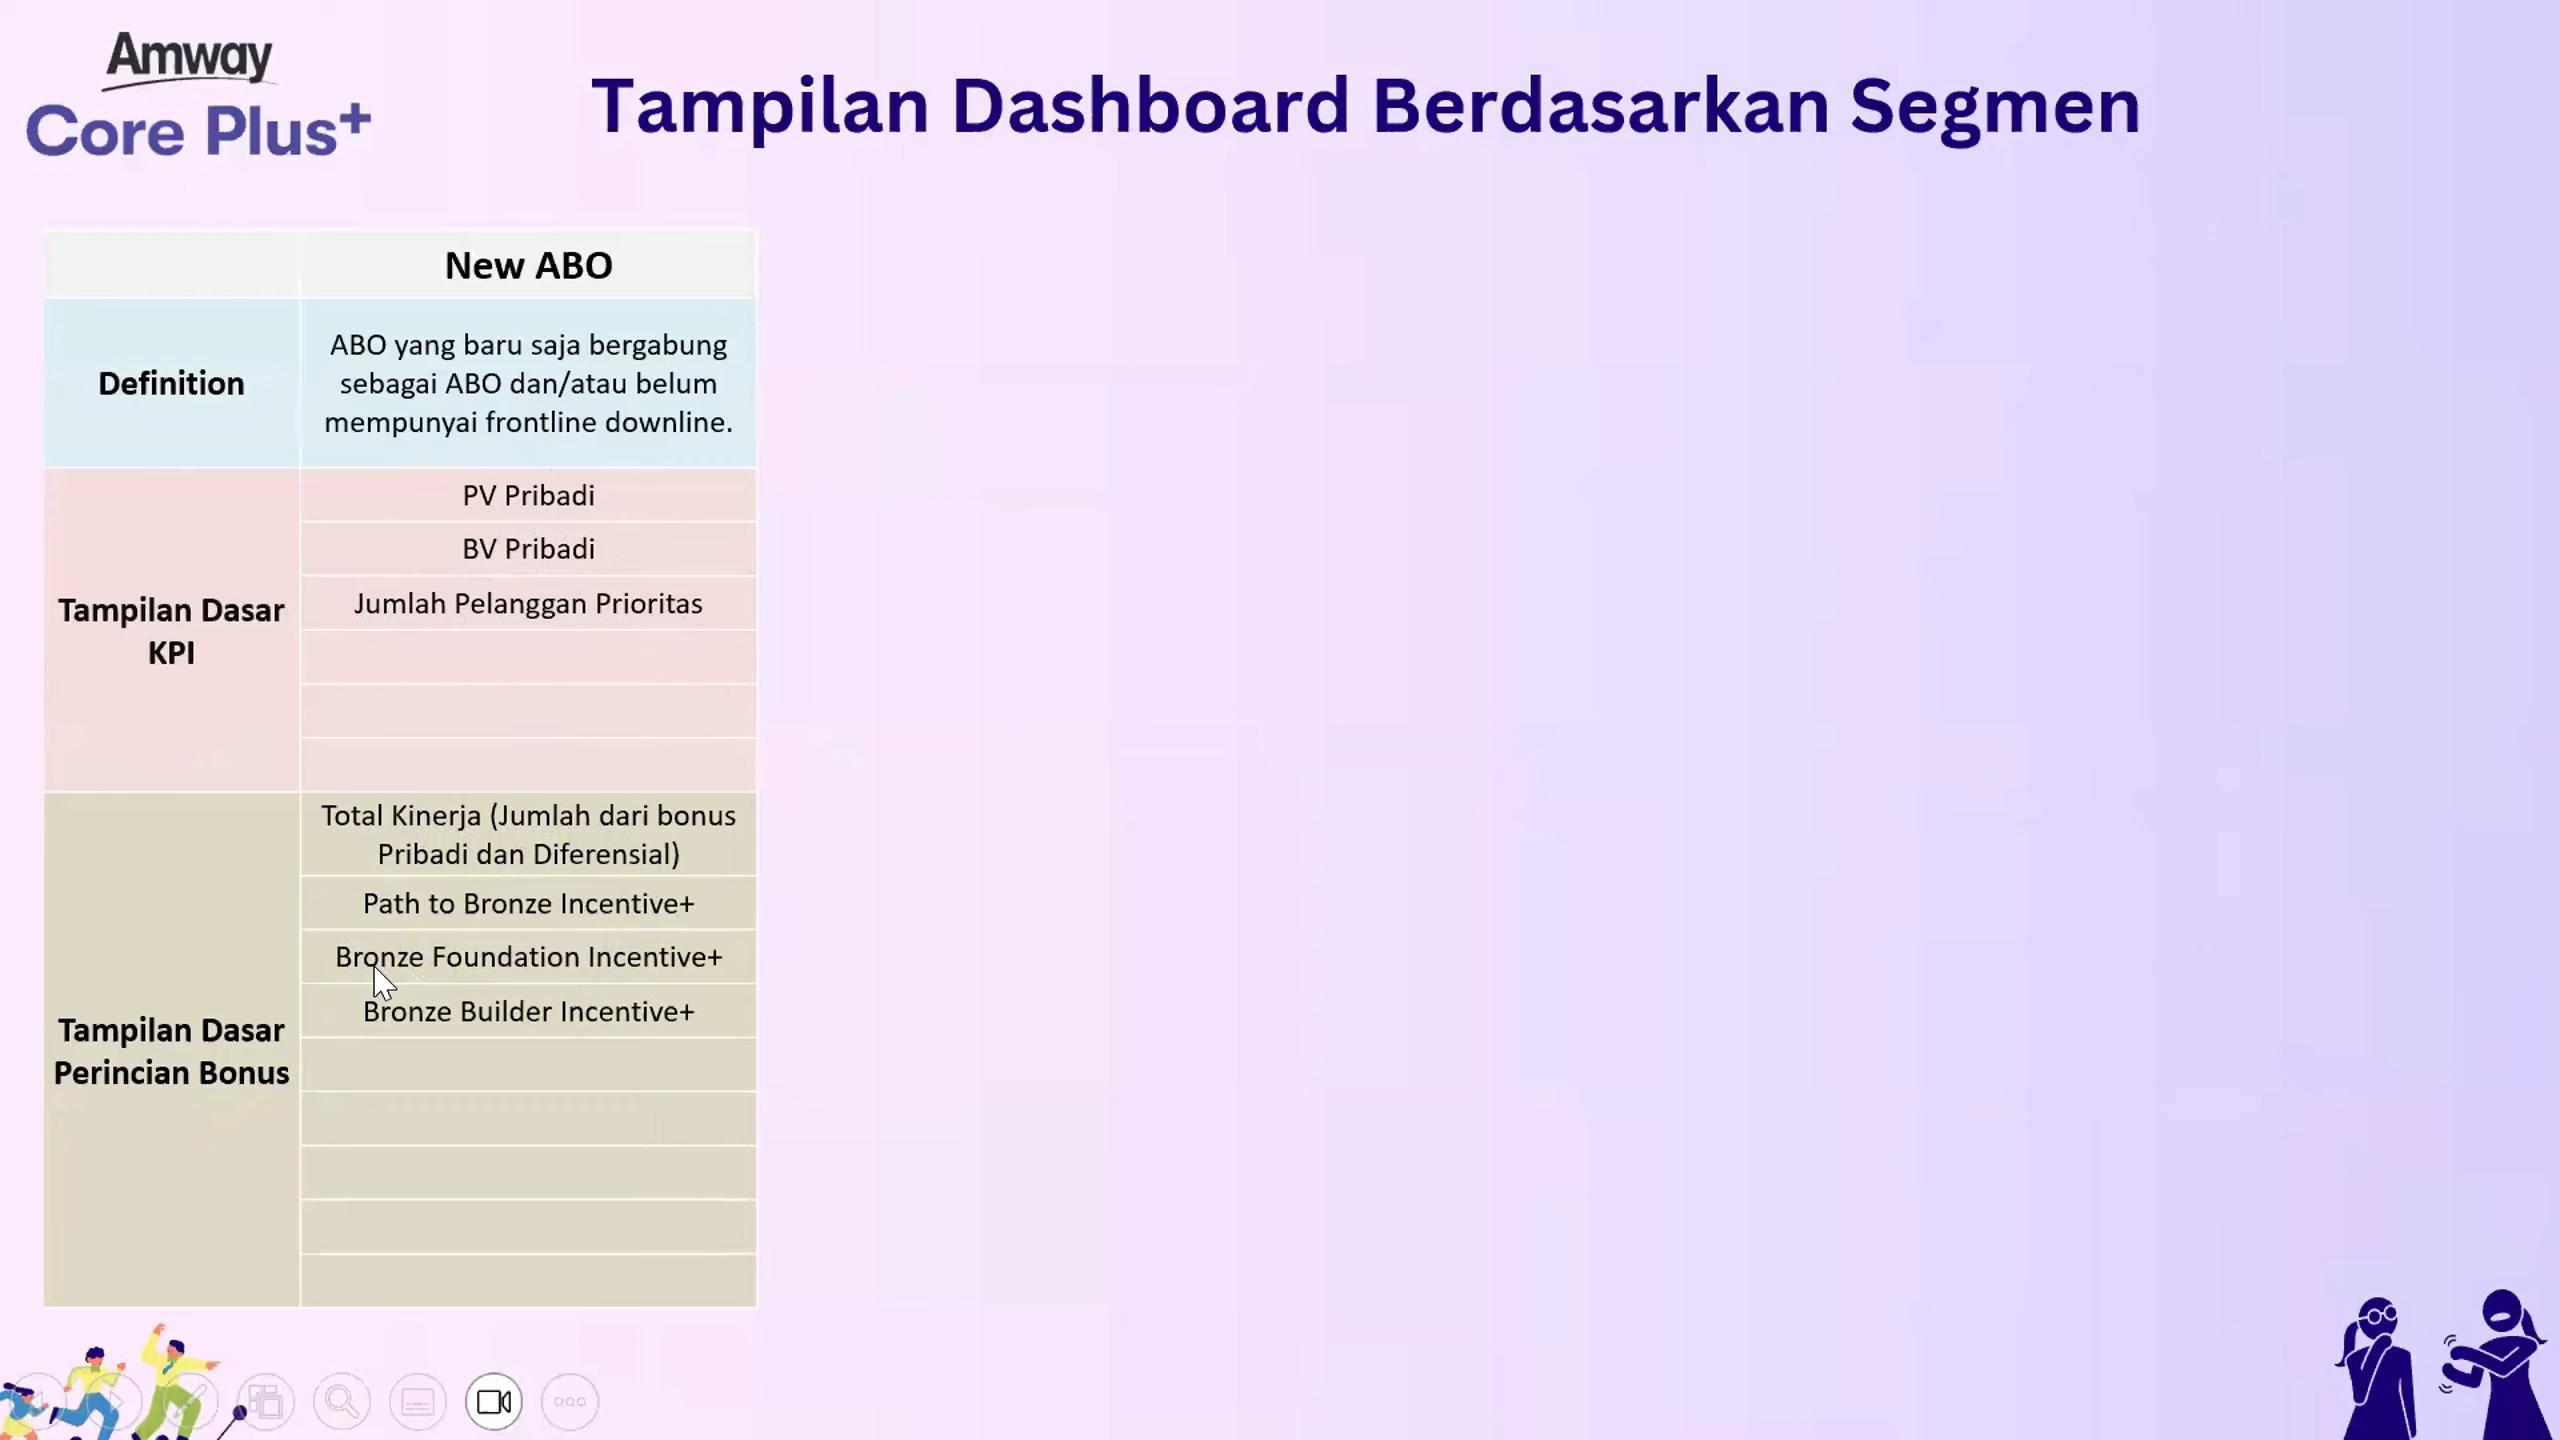 Amway
Core Plus+
Tampilan Dashboard Berdasarkan Segmen
New ABO
Definition
ABO yang baru saja bergabung
sebagai ABO dan/atau belum
mempunyai frontline downline.
Tampilan Dasar
KPI
PV Pribadi
BV Pribadi
Jumlah Pelanggan Prioritas
Tampilan Dasar
Perincian Bonus
Total Kinerja (Jumlah dari bonus
Pribadi dan Diferensial)
Path to Bronze Incentive+
Bronze Foundation Incentive+
Bronze Builder Incentive+